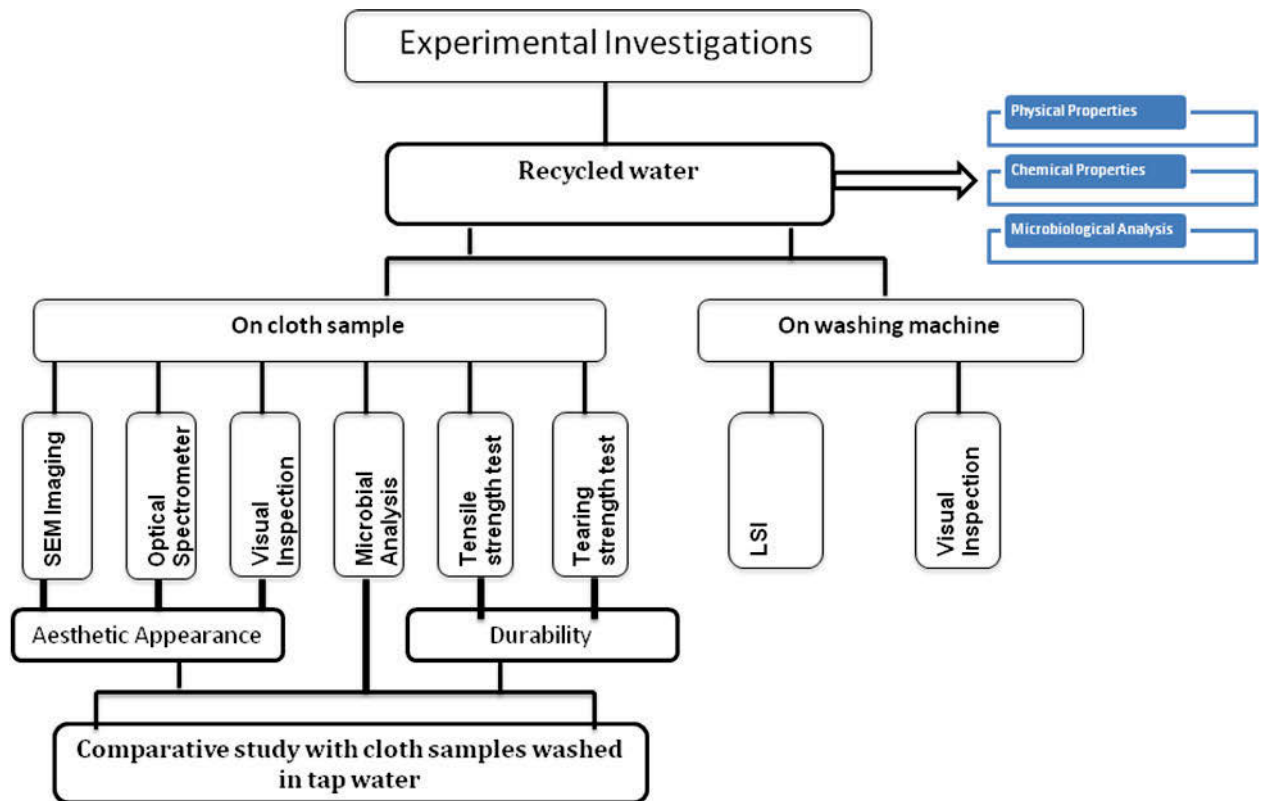 Experimental Investigations
Physical Properties
Recycled water
Chemical Properties
Microbiological Analysis
On cloth sample
On washing machine
SEM Imaging
Optical
Spectrometer
Visual
Inspection
Microbial
Analysis
Tensile
strength test
Tearing
strength test
LSI
Visual
Inspection
Aesthetic Appearance
Durability
Comparative study with cloth samples washed
in tap water